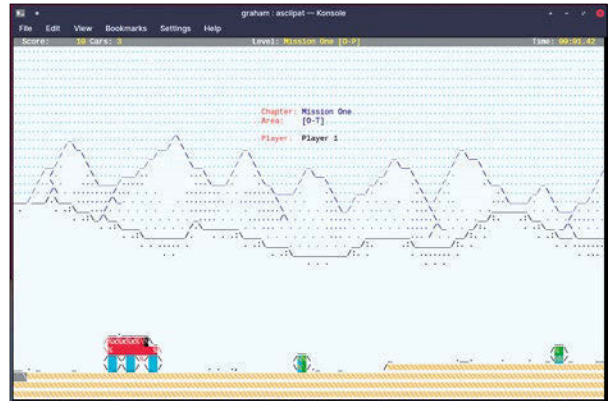 graham : asciipat — Konsole
File Edit View Bookmarks Settings Help
Score: 10 Cars: 3 Level: Mission One [O-P] Time: 00:01.42
Chapter: Mission One
Area: [O-T]
Player: Player 1